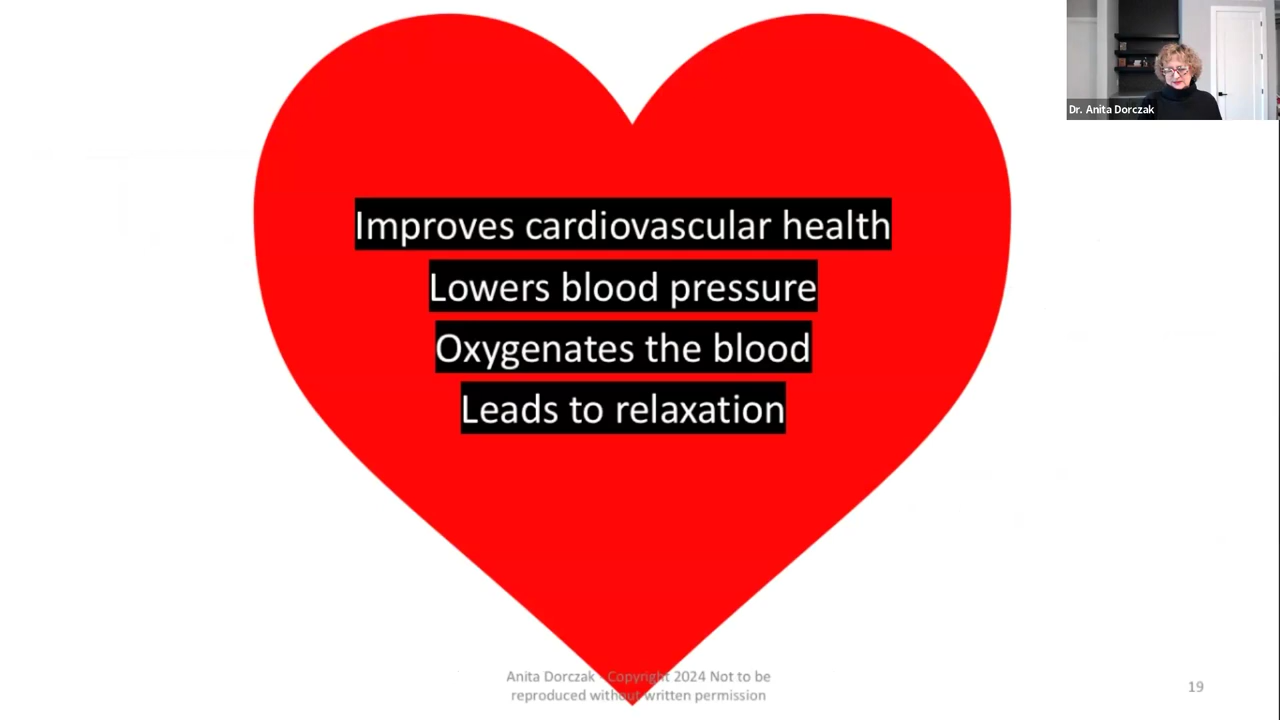 Dr. Anita Dorczak
Improves cardiovascular health
Lowers blood pressure
Oxygenates the blood
Leads to relaxation
Anita Dorczak - Copyright 2024 Not to be
reproduced without written permission
19